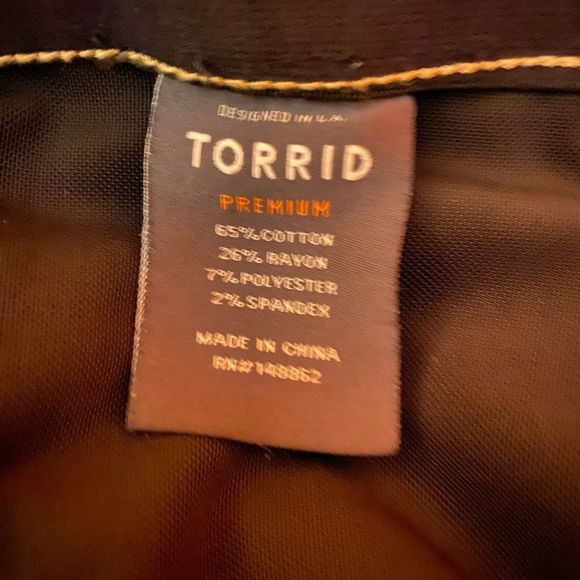 DESIGNED IN L.A.
TORRID
PREMIUM
65% COTTON
26% RAYON
7% POLYESTER
2% SPANDEX
MADE IN CHINA
RN#148862